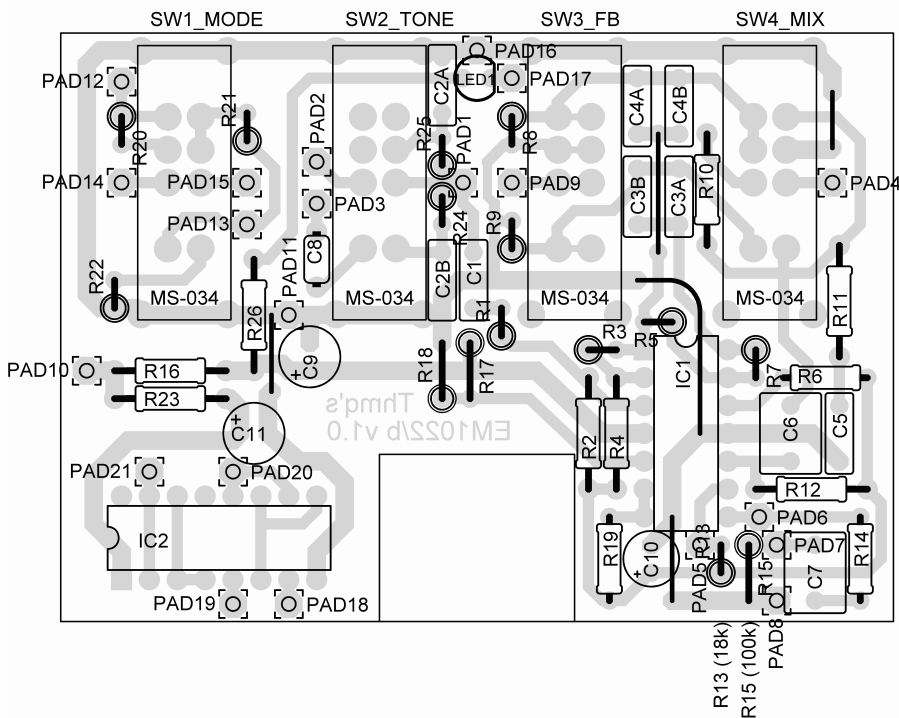 SW1_MODE
SW2_TONE
SW3_FB
SW4_MIX
PAD12
PAD16
LED1
PAD17
C2A
C4A
C4B
R20
R21
PAD2
R25
PAD1
R8
PAD14
PAD15
PAD3
PAD9
C3B
C3A
R10
PAD4
PAD13
R24
R9
R22
PAD11
C8
C2B
C1
MS-034
MS-034
MS-034
MS-034
R11
R26
R1
R3
R5
IC1
R7
PAD10
R16
R23
C9
+
R18
R17
R6
C11
+
Thmq's
EM1022/b v1.0
R2
R4
C6
C5
PAD21
PAD20
R12
IC2
PAD6
R19
C10
+
PAD5
R13
R15
PAD7
C7
R14
PAD19
PAD18
PAD8
R13 (18k)
R15 (100k)